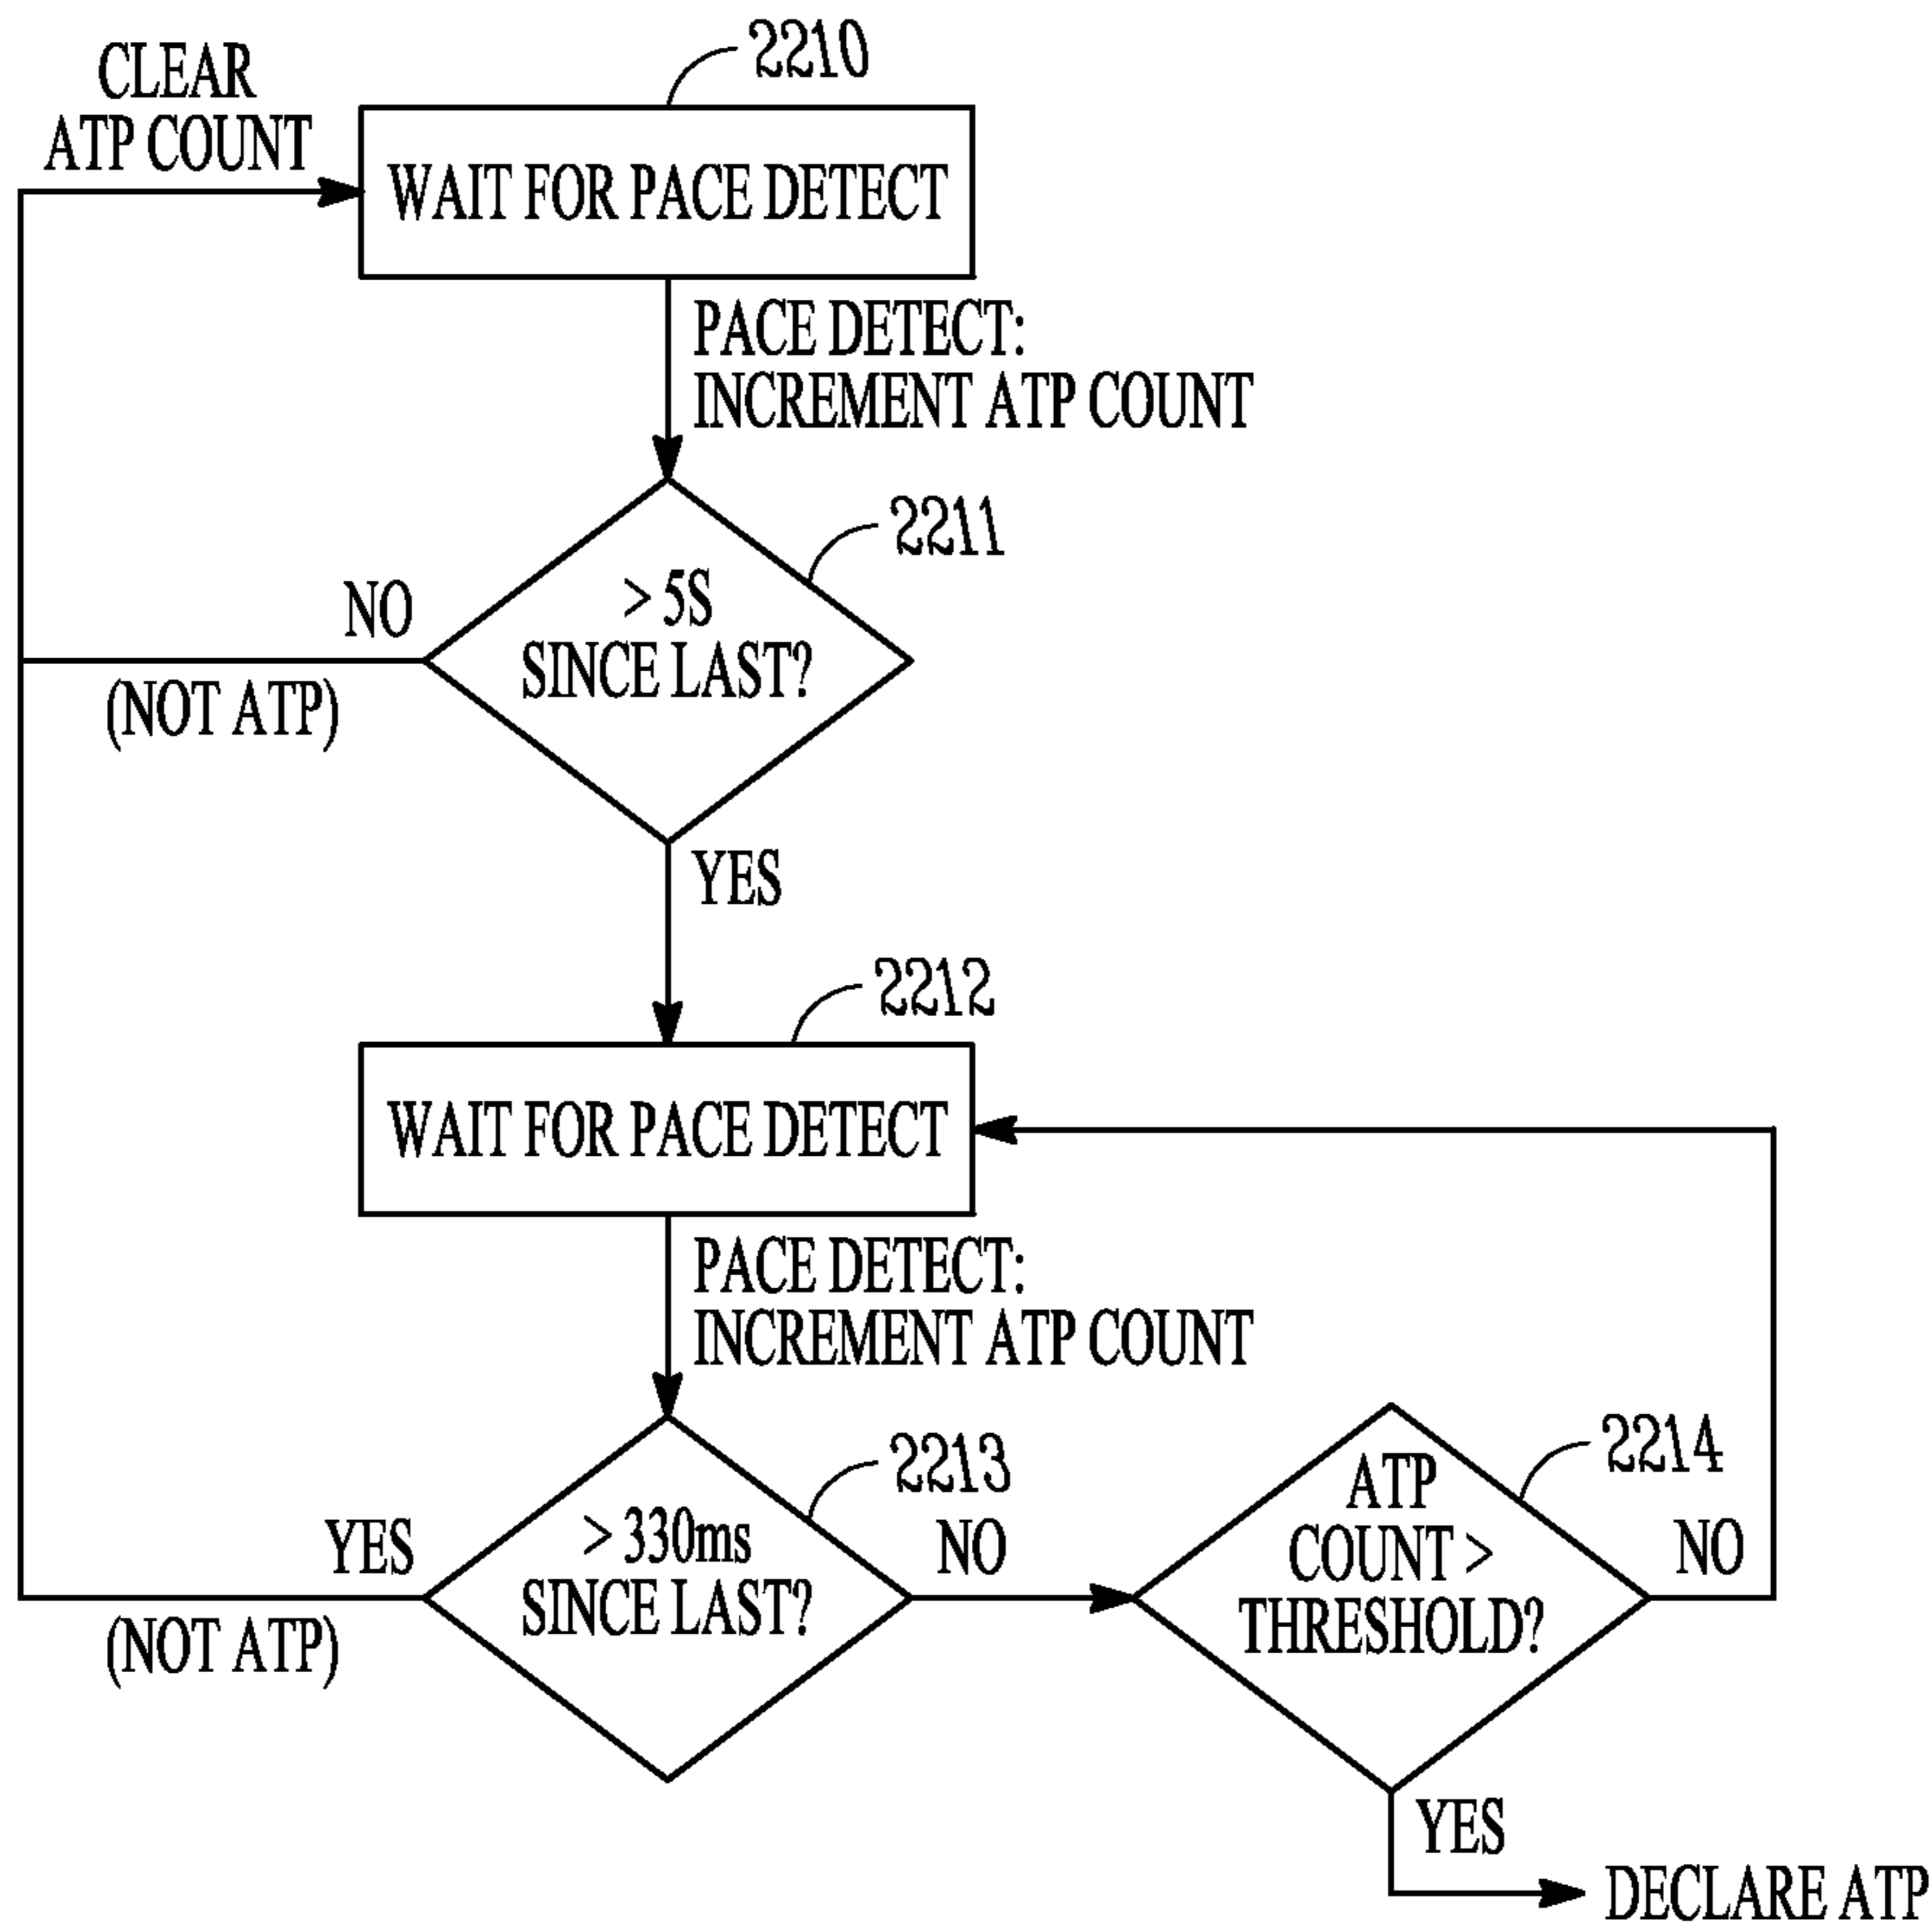 2210
CLEAR
ATP COUNT
WAIT FOR PACE DETECT
PACE DETECT:
INCREMENT ATP COUNT
2211
> 5S
SINCE LAST?
NO
(NOT ATP)
YES
2212
WAIT FOR PACE DETECT
PACE DETECT:
INCREMENT ATP COUNT
2213
> 330ms
SINCE LAST?
YES
(NOT ATP)
NO
2214
ATP
COUNT >
THRESHOLD?
NO
YES
DECLARE ATP